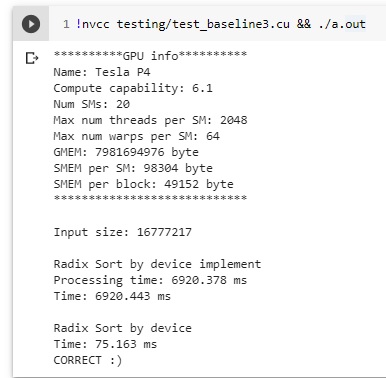 1 !nvcc testing/test_baseline3.cu && ./a.out
**********GPU info**********
Name: Tesla P4
Compute capability: 6.1
Num SMs: 20
Max num threads per SM: 2048
Max num warps per SM: 64
GMEM: 7981694976 byte
SMEM per SM: 98304 byte
SMEM per block: 49152 byte
****************************
Input size: 16777217
Radix Sort by device implement
Processing time: 6920.378 ms
Time: 6920.443 ms
Radix Sort by device
Time: 75.163 ms
CORRECT :)